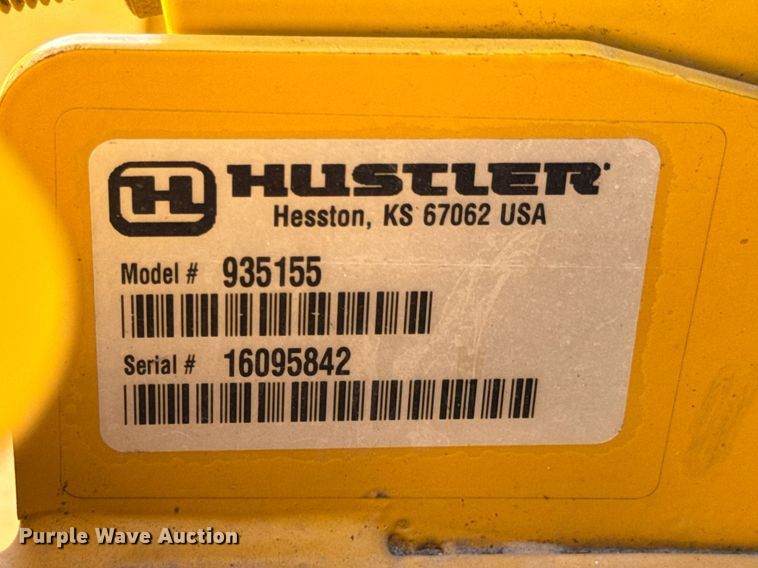 H HUSTLER
Hesston, KS 67062 USA
Model # 935155
Serial # 16095842
Purple Wave Auction